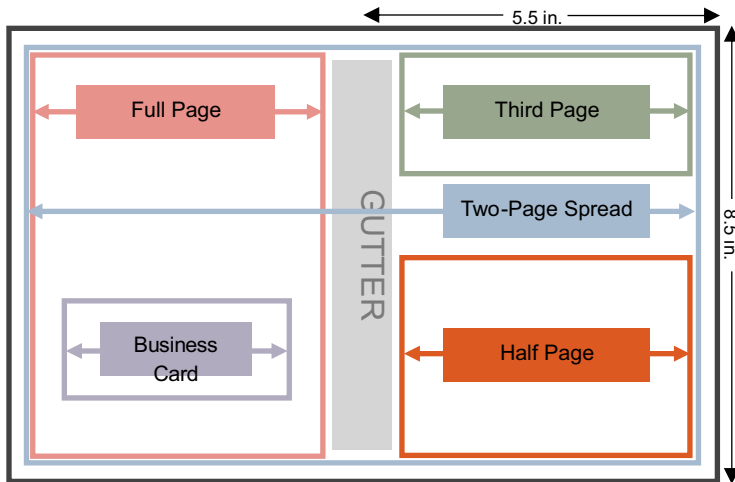 5.5 in.
Full Page
Third Page
Two-Page Spread
GUTTER
8.5 in.
Business
Card
Half Page